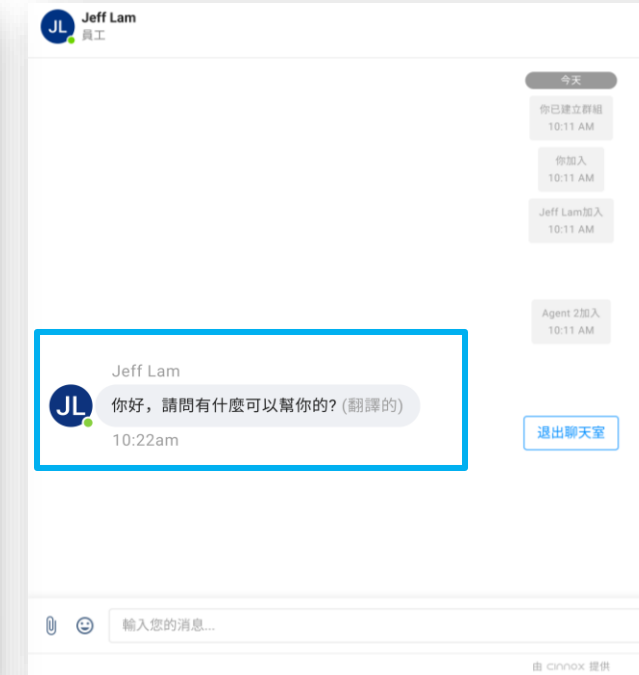 JL
Jeff Lam
員工
今天
你已建立群組
10:11 AM
你加入
10:11 AM
Jeff Lam加入
10:11 AM
Agent 2加入
10:11 AM
Jeff Lam
JL
你好，請問有什麼可以幫你的? (翻譯的)
10:22am
退出聊天室
輸入您的消息...
由 CINNOX 提供